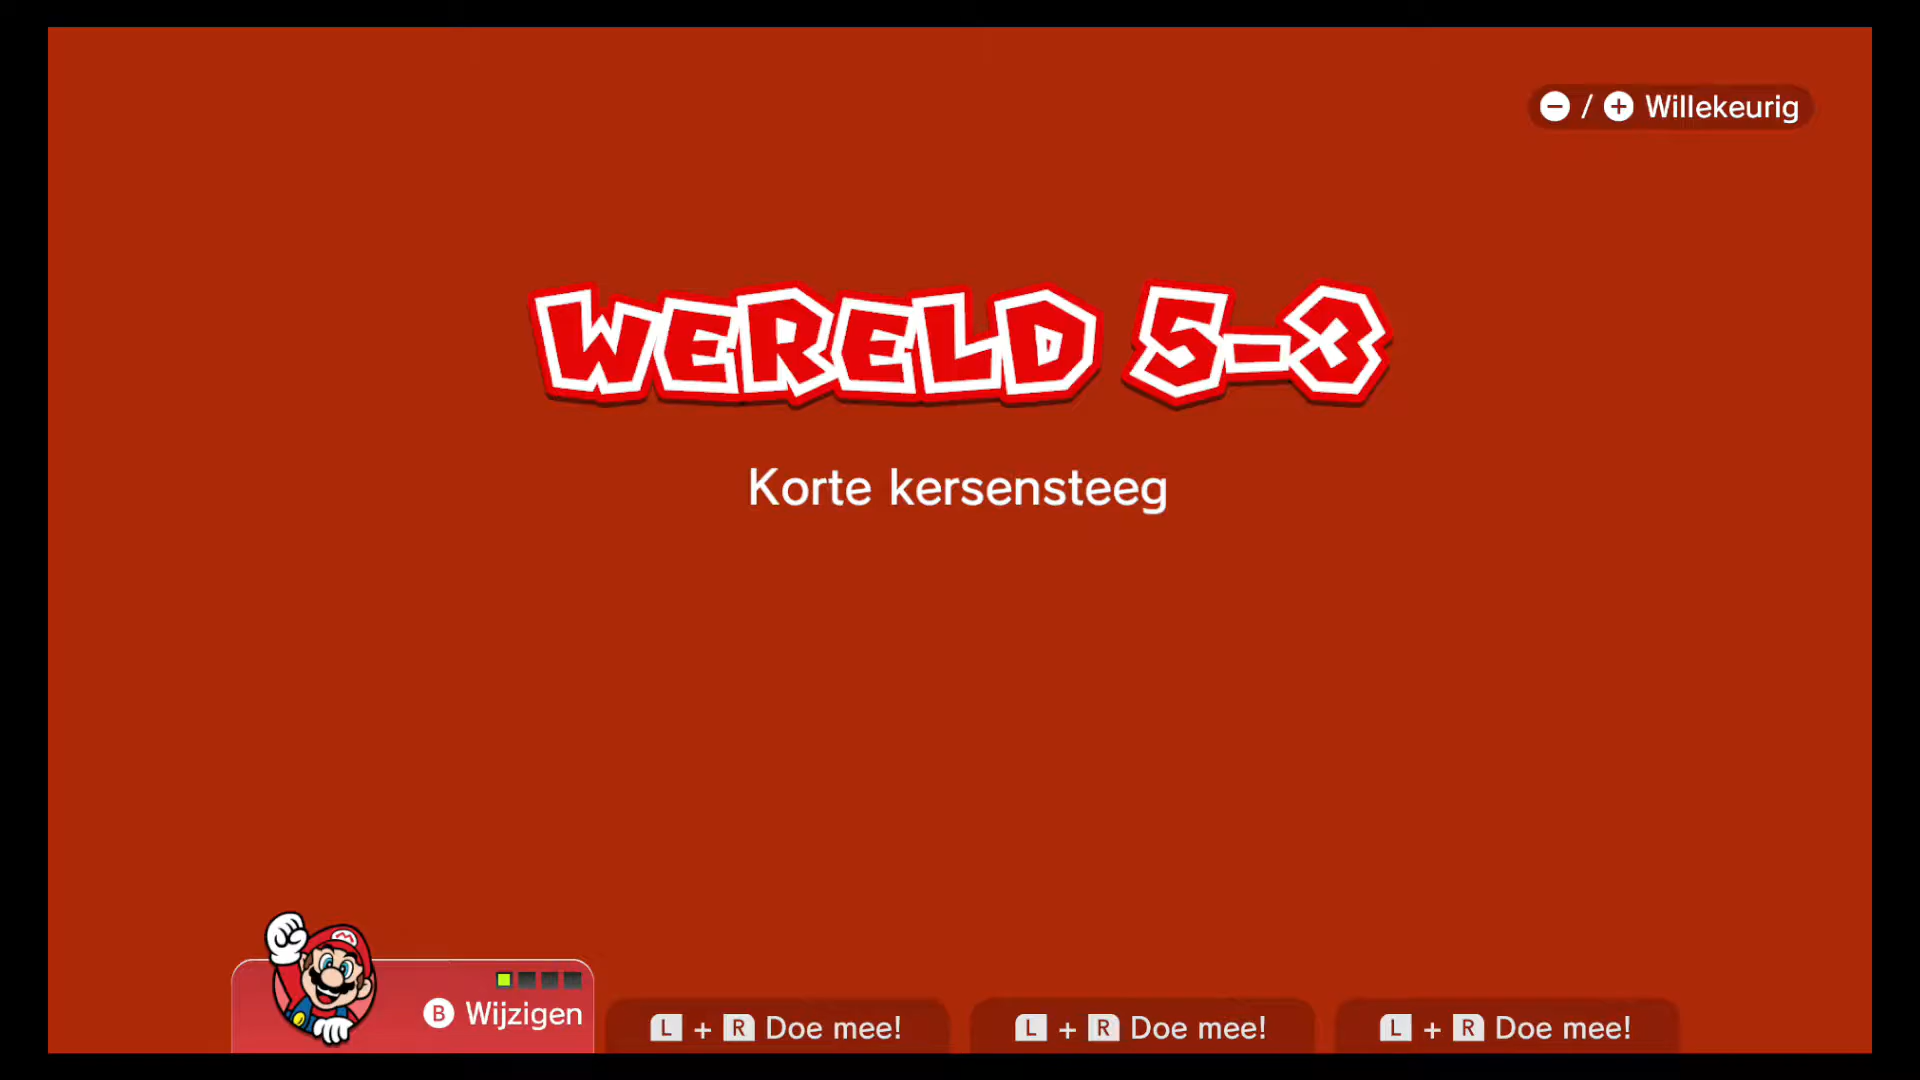 - / + Willekeurig
WERELD 5-3
Korte kersensteeg
B Wijzigen
L + R Doe mee!
L + R Doe mee!
L + R Doe mee!